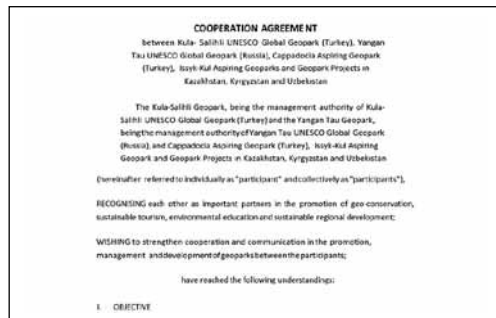 COOPERATION AGREEMENT
between Kula- Salihli UNESCO Global Geopark (Turkey), Yangan
Tau UNESCO Global Geopark (Russia), Cappadocia Aspiring Geopark
(Turkey), Issyk-Kul Aspiring Geoparks and Geopark Projects in
Kazakhstan, Kyrgyzstan and Uzbekistan
The Kula-Salihli Geopark, being the management authority of Kula-
Salihli UNESCO Global Geopark (Turkey) and the Yangan Tau Geopark,
being the management authority of Yangan Tau UNESCO Global Geopark
(Russia), and Cappadocia Aspiring Geopark (Turkey), Issyk-Kul Aspiring
Geopark and Geopark Projects in Kazakhstan, Kyrgyzstan and Uzbekistan
(hereinafter referred to individually as "participant" and collectively as "participants"),
RECOGNISING each other as important partners in the promotion of geo-conservation,
sustainable tourism, environmental education and sustainable regional development;
WISHING to strengthen cooperation and communication in the promotion,
management and development of geoparks between the participants;
have reached the following understandings:
I. OBJECTIVE